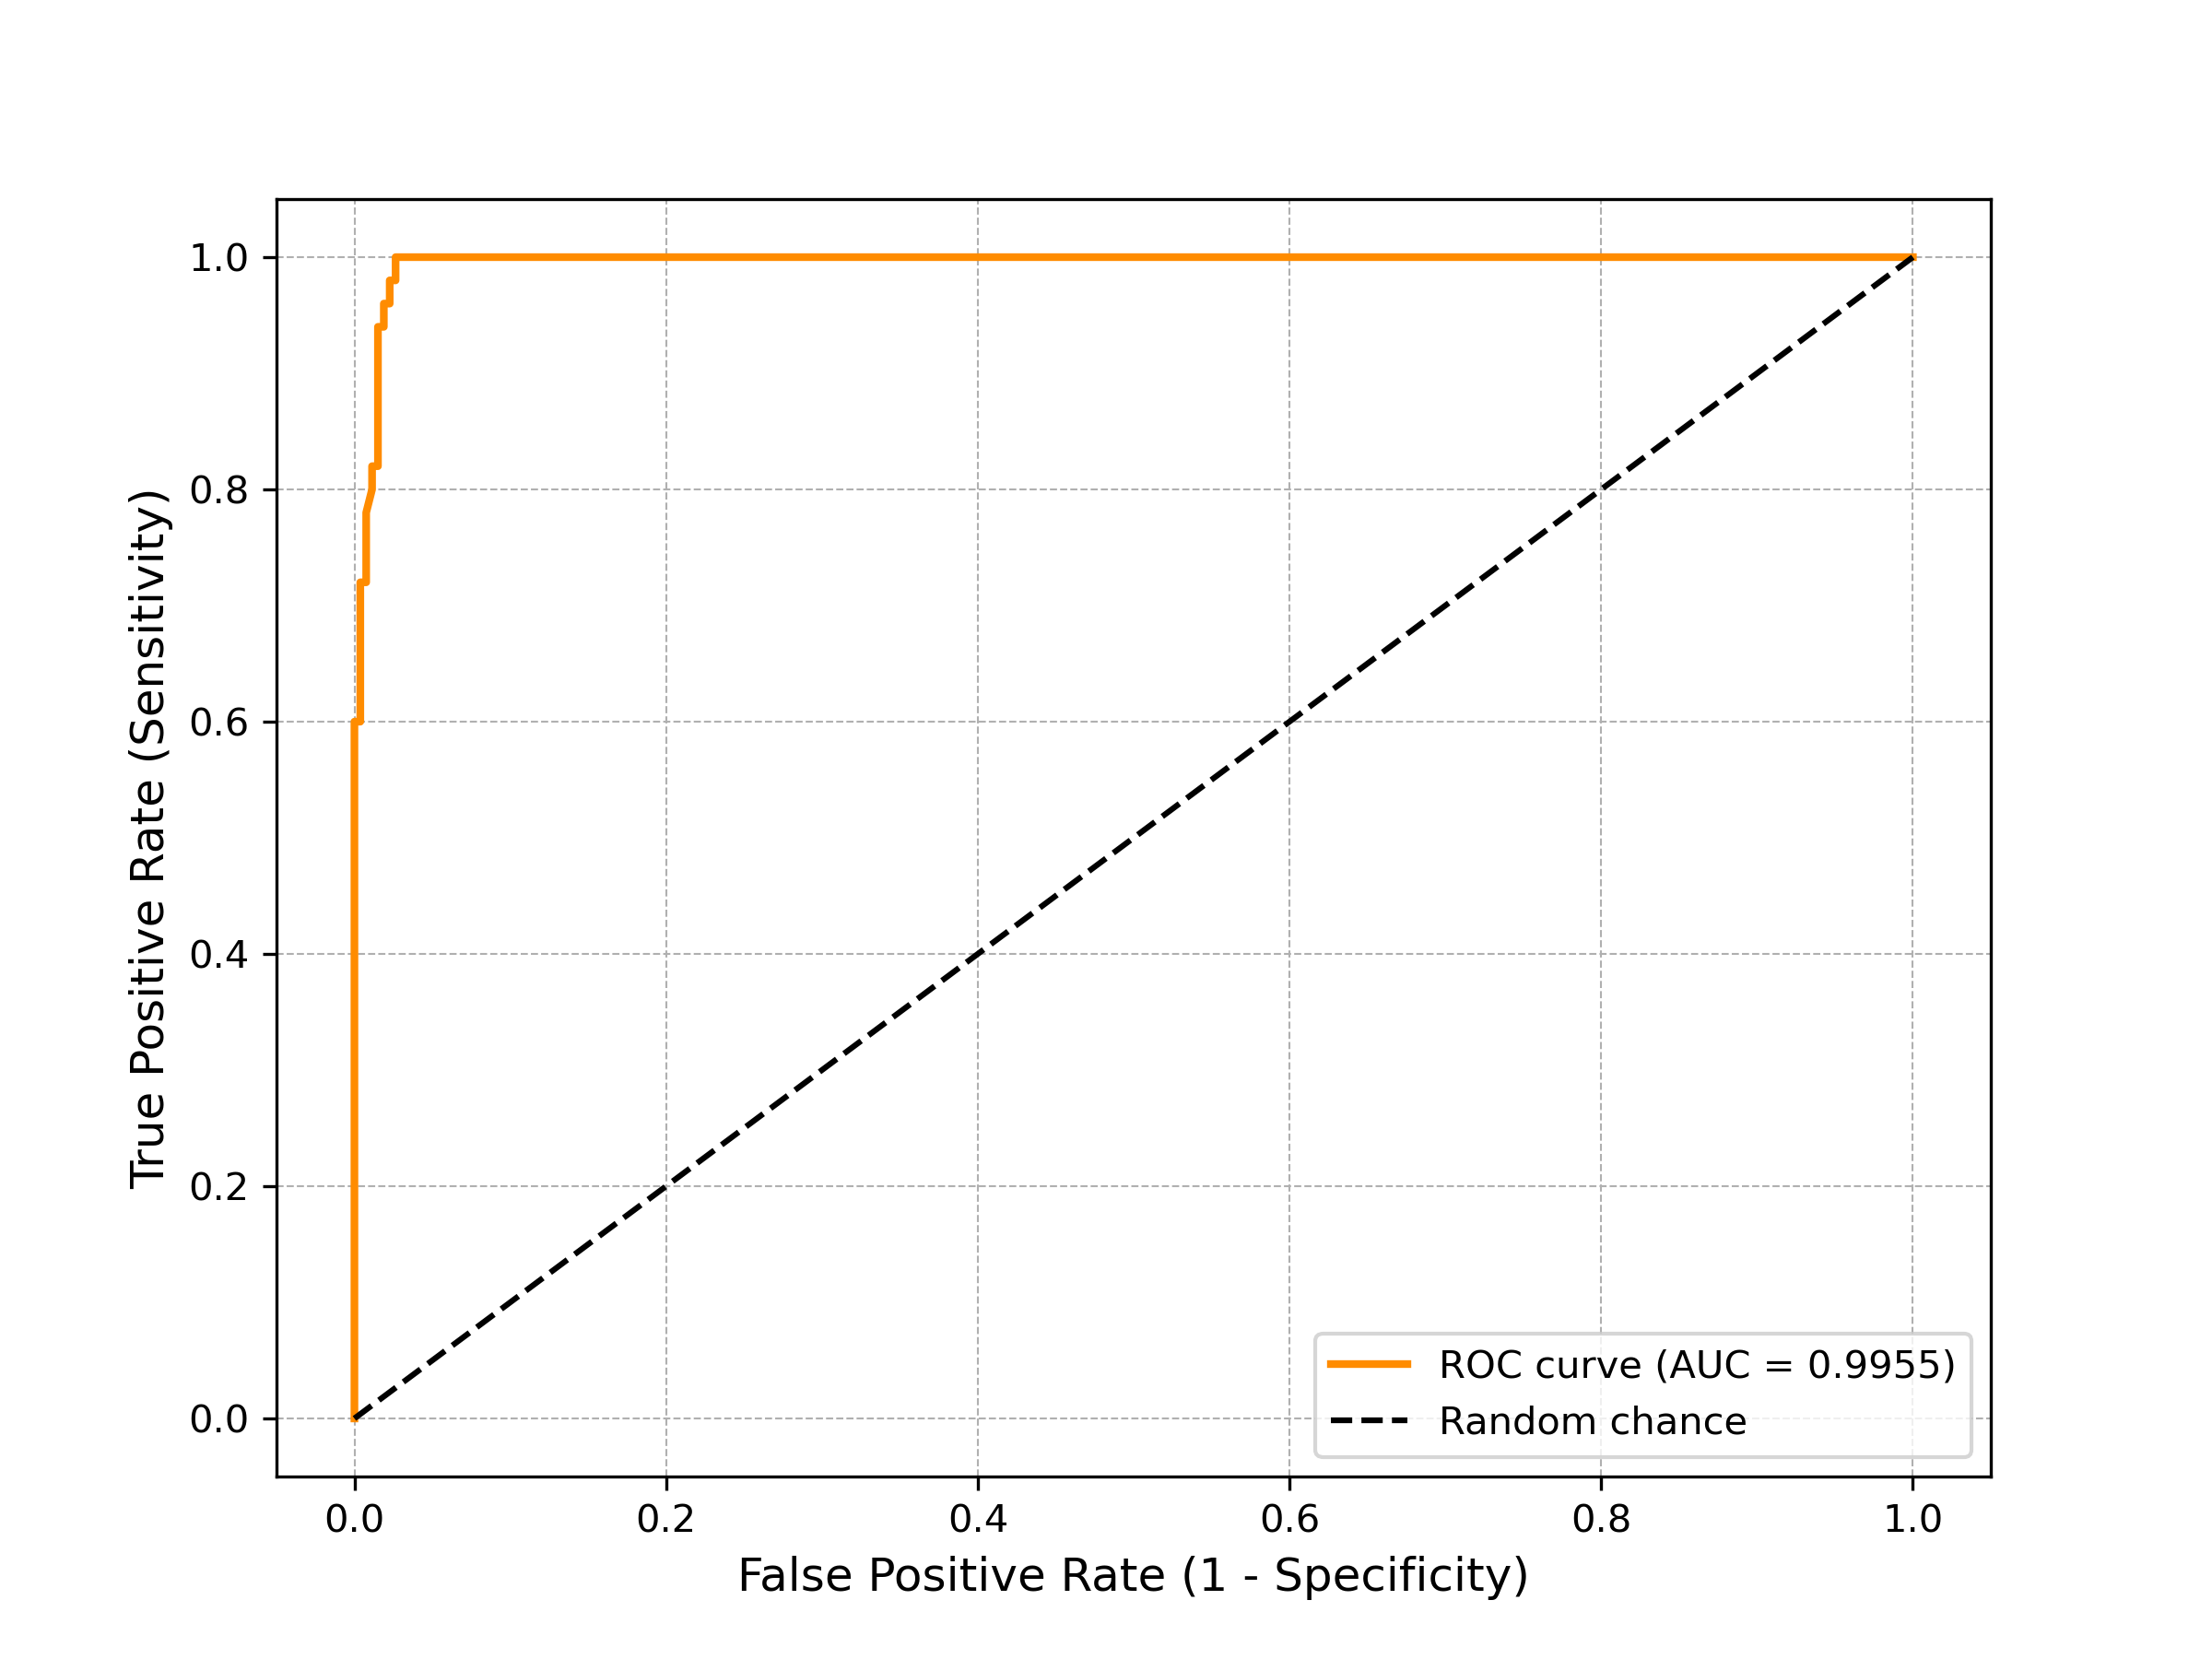 True Positive Rate (Sensitivity)
1.0
0.8
0.6
0.4
0.2
0.0
ROC curve (AUC = 0.9955)
Random chance
0.0 0.2 0.4 0.6 0.8 1.0
False Positive Rate (1 - Specificity)